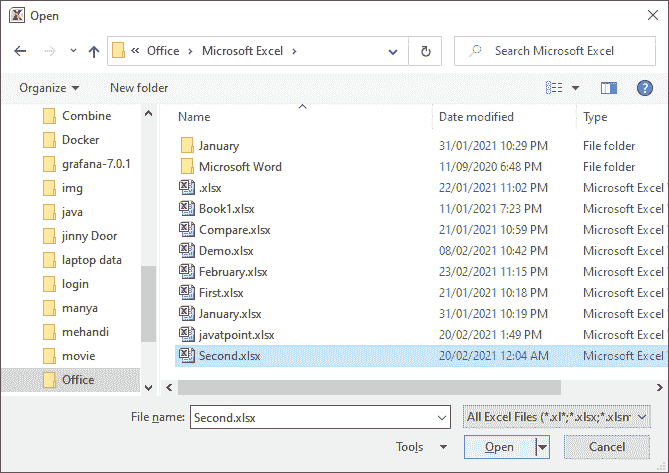 Open
« Office › Microsoft Excel ›
Search Microsoft Excel
Organize
New folder
Combine
Docker
grafana-7.0.1
img
java
jinny Door
laptop data
login
manya
mehandi
movie
Office
Name Date modified Type
January 31/01/2021 10:29 PM File folder
Microsoft Word 11/09/2020 6:48 PM File folder
.xlsx 22/01/2021 11:02 PM Microsoft Excel
Book1.xlsx 11/01/2021 7:23 PM Microsoft Excel
Compare.xlsx 21/01/2021 10:59 PM Microsoft Excel
Demo.xlsx 08/02/2021 10:42 PM Microsoft Excel
February.xlsx 23/02/2021 11:15 PM Microsoft Excel
First.xlsx 21/01/2021 10:18 PM Microsoft Excel
January.xlsx 31/01/2021 10:19 PM Microsoft Excel
javatpoint.xlsx 20/02/2021 1:49 PM Microsoft Excel
Second.xlsx 20/02/2021 12:04 AM Microsoft Excel
File name: Second.xlsx All Excel Files (*.xl*;*.xlsx;*.xlsm
Tools Open Cancel